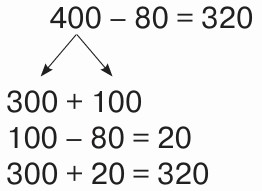 400 – 80 = 320
300 + 100
100 – 80 = 20
300 + 20 = 320